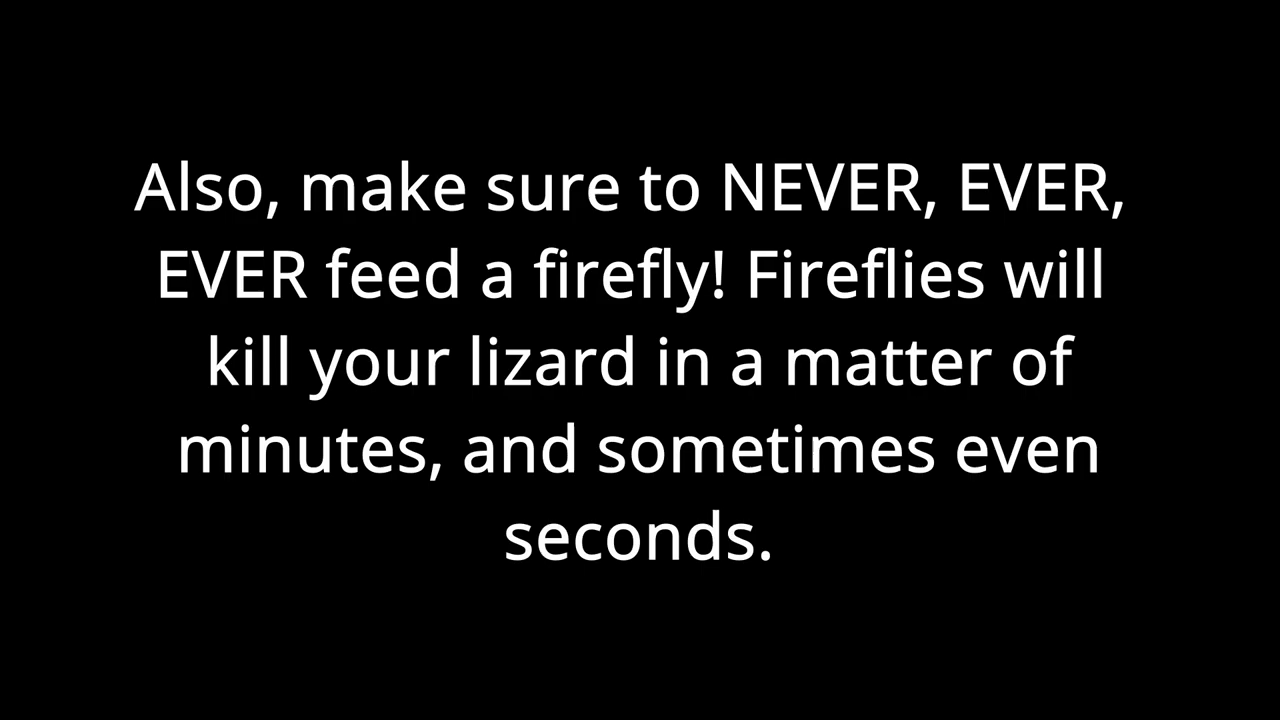 Also, make sure to NEVER, EVER,
EVER feed a firefly! Fireflies will
kill your lizard in a matter of
minutes, and sometimes even
seconds.